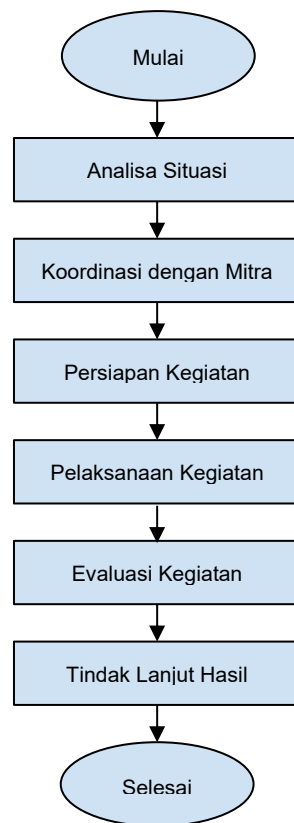 Mulai
Analisa Situasi
Koordinasi dengan Mitra
Persiapan Kegiatan
Pelaksanaan Kegiatan
Evaluasi Kegiatan
Tindak Lanjut Hasil
Selesai